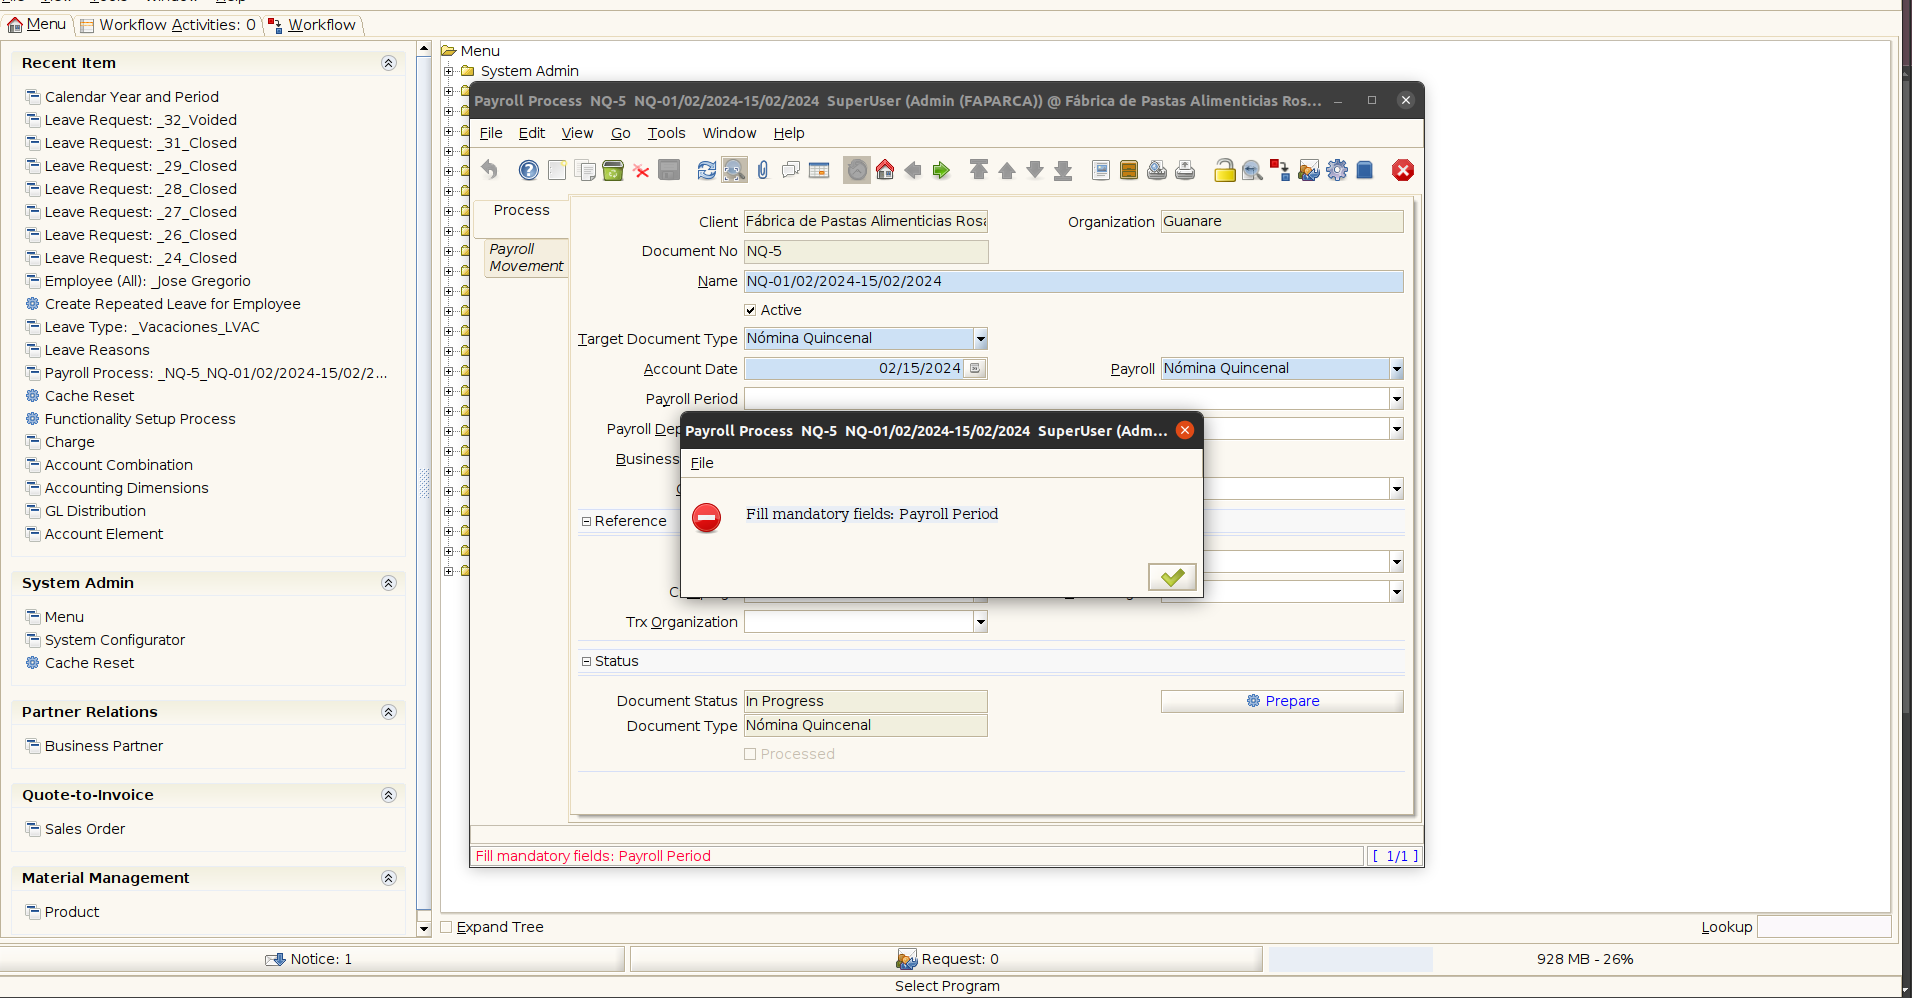 Menu
Workflow Activities: 0
Workflow
Recent Item
Calendar Year and Period
Leave Request: _32_Voided
Leave Request: _31_Closed
Leave Request: _29_Closed
Leave Request: _28_Closed
Leave Request: _27_Closed
Leave Request: _26_Closed
Leave Request: _24_Closed
Employee (All): _Jose Gregorio
Create Repeated Leave for Employee
Leave Type: _Vacaciones_LVAC
Leave Reasons
Payroll Process: _NQ-5_NQ-01/02/2024-15/02/2...
Cache Reset
Functionality Setup Process
Charge
Account Combination
Accounting Dimensions
GL Distribution
Account Element
System Admin
Menu
System Configurator
Cache Reset
Partner Relations
Business Partner
Quote-to-Invoice
Sales Order
Material Management
Product
Menu
System Admin
Payroll Process NQ-5 NQ-01/02/2024-15/02/2024 SuperUser (Admin (FAPARCA)) @ Fábrica de Pastas Alimenticias Ros...
File Edit View Go Tools Window Help
Process
Payroll
Movement
Client Fábrica de Pastas Alimenticias Ros
Organization Guanare
Document No NQ-5
Name NQ-01/02/2024-15/02/2024
Active
Target Document Type Nómina Quincenal
Account Date 02/15/2024
Payroll Nómina Quincenal
Payroll Period
Payroll Dep
Business
Reference
Trx Organization
Status
Document Status In Progress
Prepare
Document Type Nómina Quincenal
Processed
Fill mandatory fields: Payroll Period
[ 1/1 ]
Payroll Process NQ-5 NQ-01/02/2024-15/02/2024 SuperUser (Adm...
File
Fill mandatory fields: Payroll Period
Expand Tree
Lookup
Notice: 1
Request: 0
928 MB - 26%
Select Program